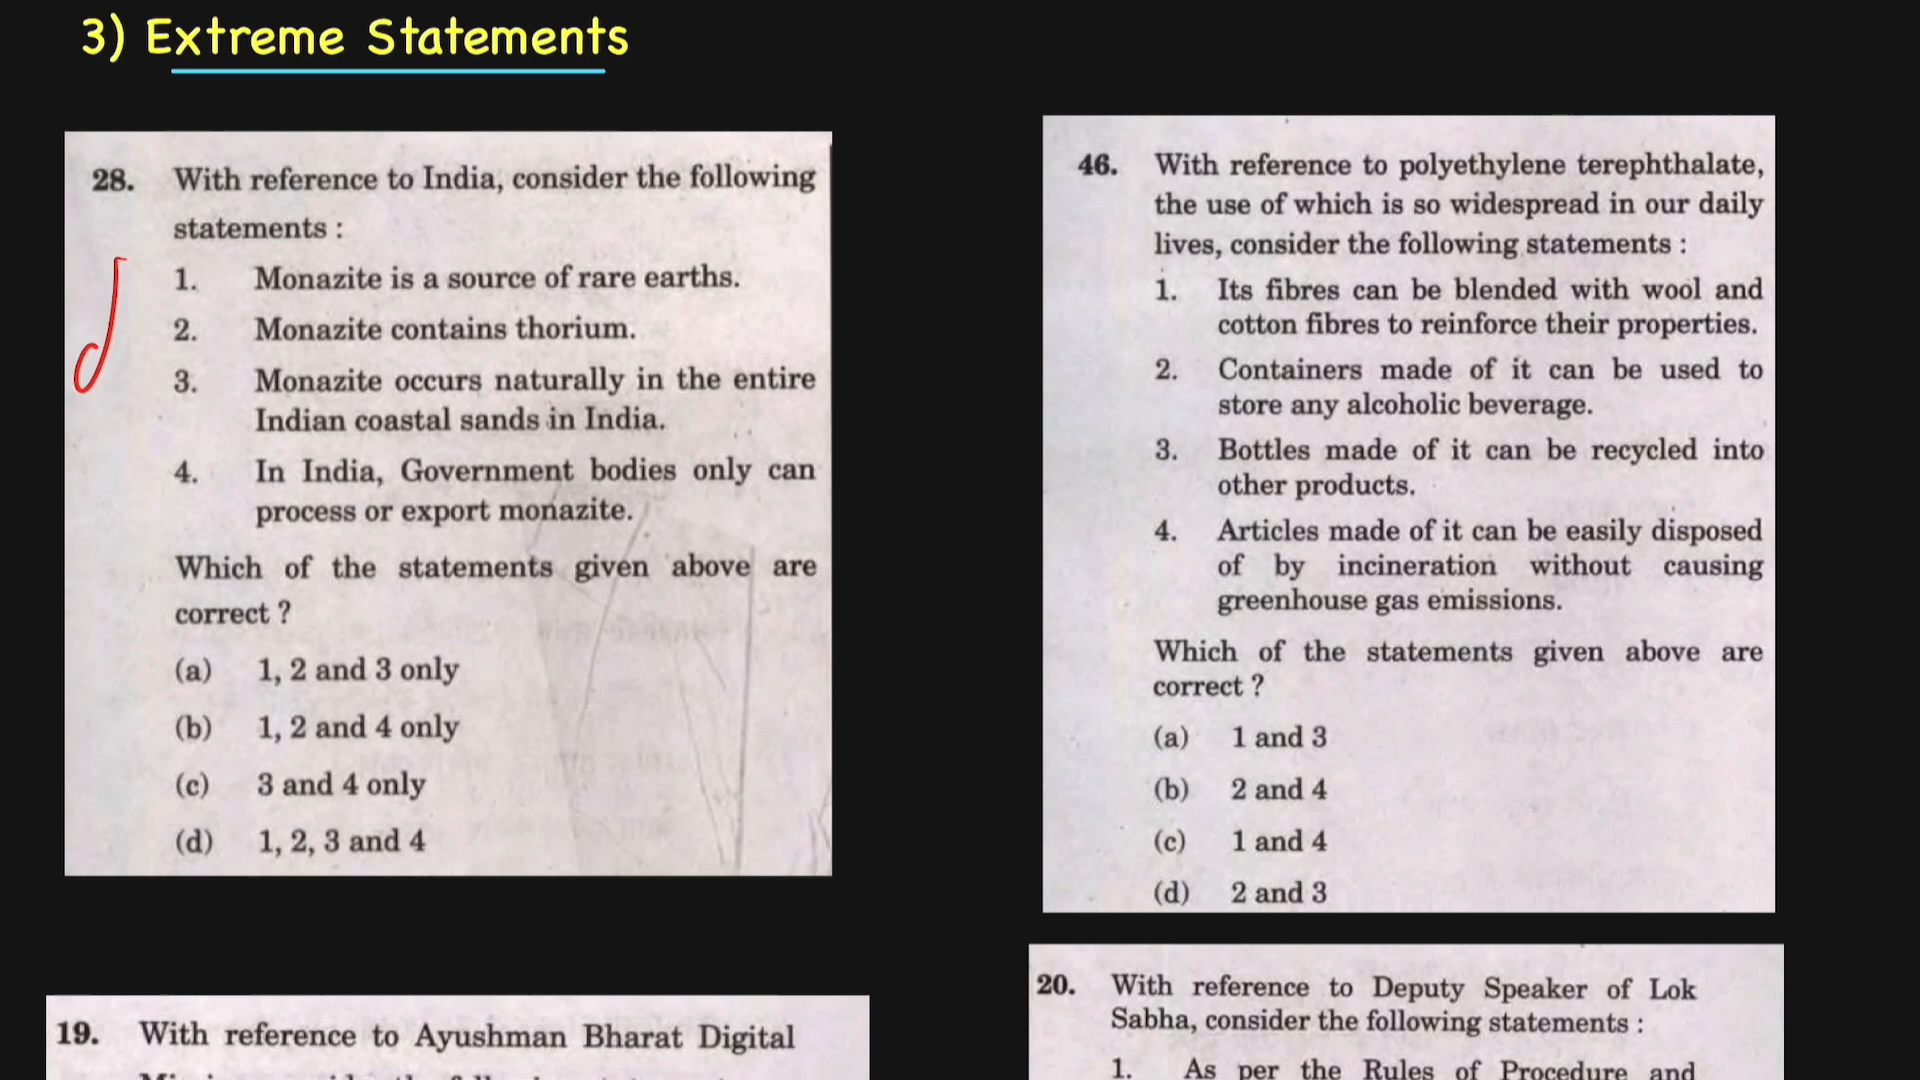 3) Extreme Statements
28. With reference to India, consider the following
statements :
1. Monazite is a source of rare earths.
2. Monazite contains thorium.
3. Monazite occurs naturally in the entire
Indian coastal sands in India.
4. In India, Government bodies only can
process or export monazite.
Which of the statements given above are
correct ?
(a) 1, 2 and 3 only
(b) 1, 2 and 4 only
(c) 3 and 4 only
(d) 1, 2, 3 and 4
46. With reference to polyethylene terephthalate,
the use of which is so widespread in our daily
lives, consider the following statements :
1. Its fibres can be blended with wool and
cotton fibres to reinforce their properties.
2. Containers made of it can be used to
store any alcoholic beverage.
3. Bottles made of it can be recycled into
other products.
4. Articles made of it can be easily disposed
of by incineration without causing
greenhouse gas emissions.
Which of the statements given above are
correct ?
(a) 1 and 3
(b) 2 and 4
(c) 1 and 4
(d) 2 and 3
19. With reference to Ayushman Bharat Digital
20. With reference to Deputy Speaker of Lok
Sabha, consider the following statements :
1. As per the Rules of Procedure and